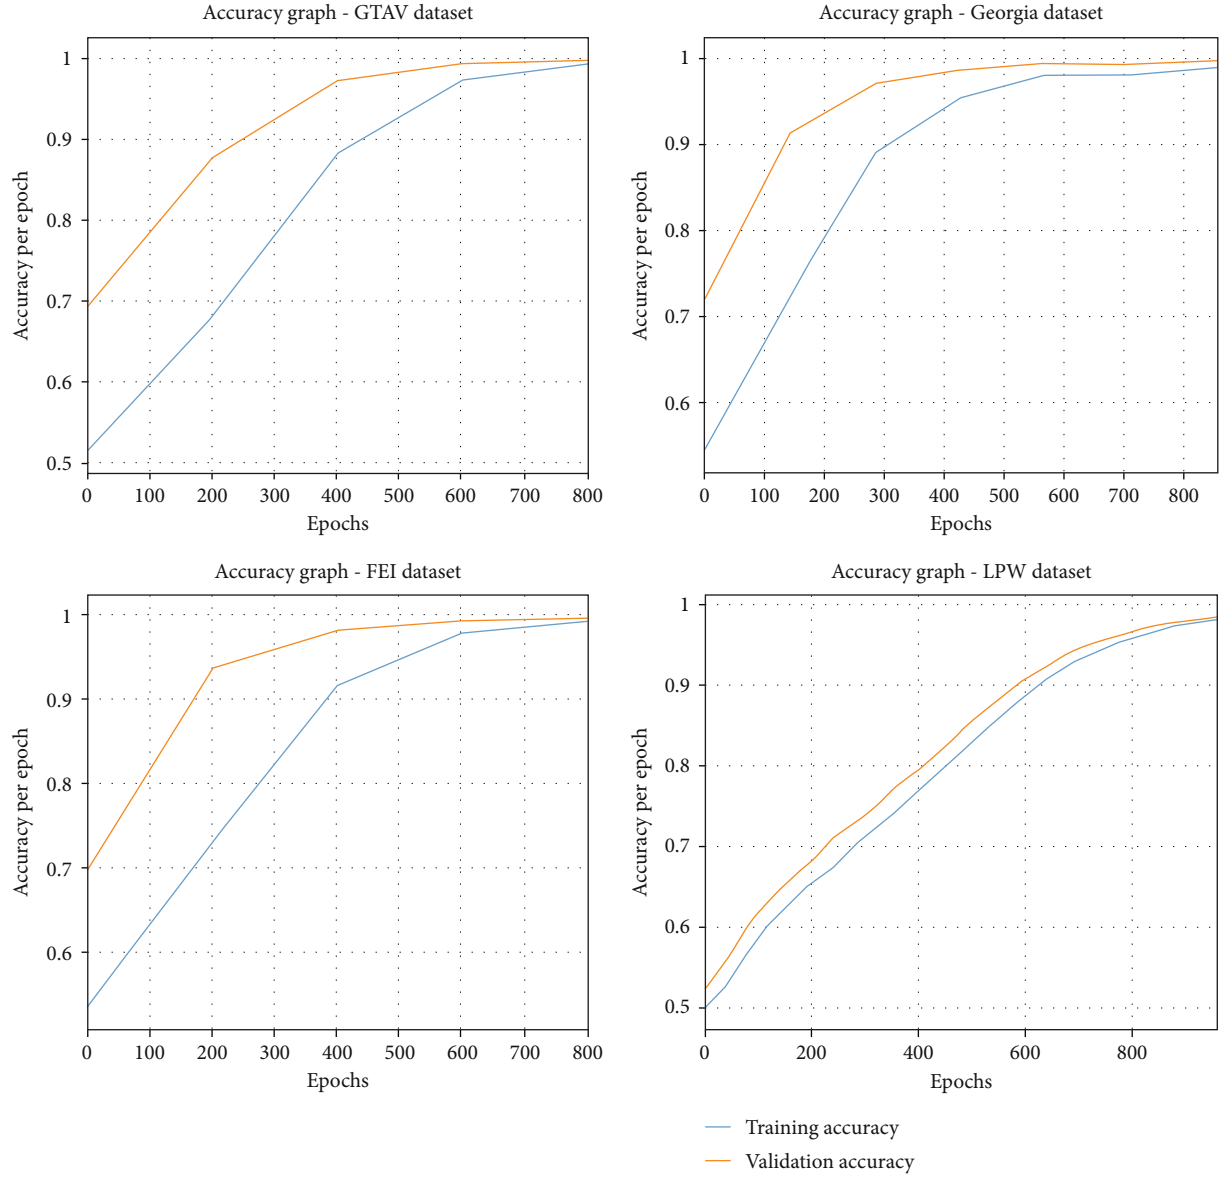 Accuracy graph - GTAV dataset
1
0.9
0.8
0.7
0.6
0.5
Accuracy per epoch
0 100 200 300 400 500 600 700 800
Epochs
Accuracy graph - Georgia dataset
1
0.9
0.8
0.7
0.6
Accuracy per epoch
0 100 200 300 400 500 600 700 800
Epochs
Accuracy graph - FEI dataset
1
0.9
0.8
0.7
0.6
Accuracy per epoch
0 100 200 300 400 500 600 700 800
Epochs
Accuracy graph - LPW dataset
1
0.9
0.8
0.7
0.6
0.5
Accuracy per epoch
0 200 400 600 800
Epochs
Training accuracy
Validation accuracy